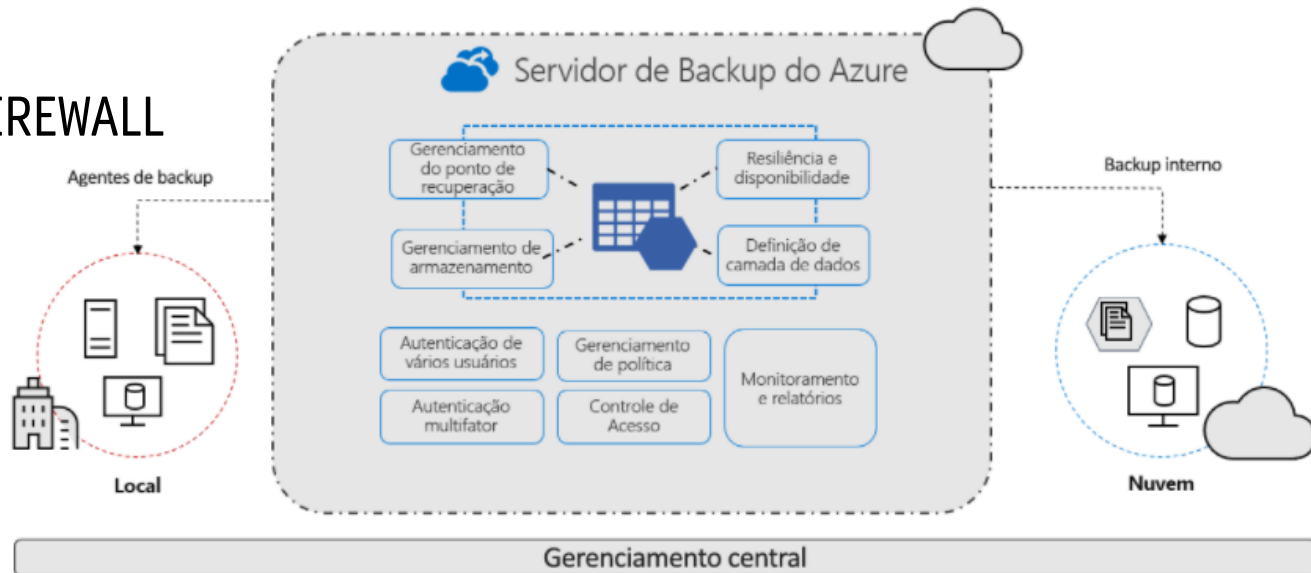 Servidor de Backup do Azure
EREWALL
Agentes de backup
Gerenciamento
do ponto de
recuperação
Resiliência e
disponibilidade
Backup interno
Gerenciamento de
armazenamento
Definição de
camada de dados
Autenticação de
vários usuários
Gerenciamento
de política
Monitoramento
e relatórios
Autenticação
multifator
Controle de
Acesso
Local
Nuvem
Gerenciamento central